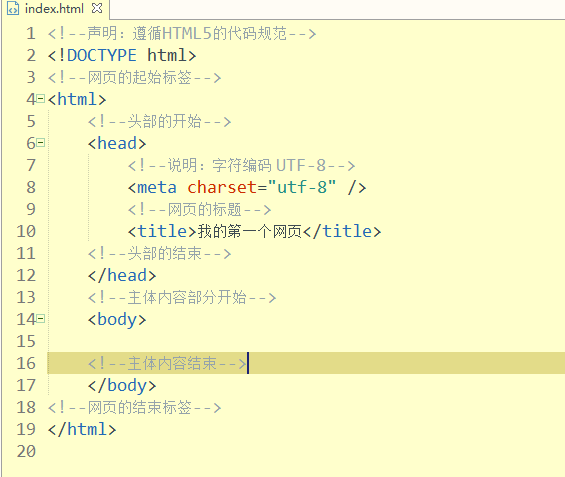 index.html
1 <!--声明：遵循HTML5的代码规范-->
2 <!DOCTYPE html>
3 <!--网页的起始标签-->
4 <html>
5 <!--头部的开始-->
6 <head>
7 <!--说明：字符编码 UTF-8-->
8 <meta charset="utf-8" />
9 <!--网页的标题-->
10 <title>我的第一个网页</title>
11 <!--头部的结束-->
12 </head>
13 <!--主体内容部分开始-->
14 <body>
15
16 <!--主体内容结束-->
17 </body>
18 <!--网页的结束标签-->
19 </html>
20